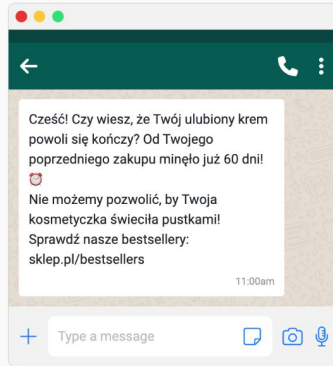 Cześć! Czy wiesz, że Twój ulubiony krem
powoli się kończy? Od Twojego
poprzedniego zakupu minęło już 60 dni!
⏰
Nie możemy pozwolić, by Twoja
kosmetyczka świeciła pustkami!
Sprawdź nasze bestsellery:
sklep.pl/bestsellers
11:00am
Type a message